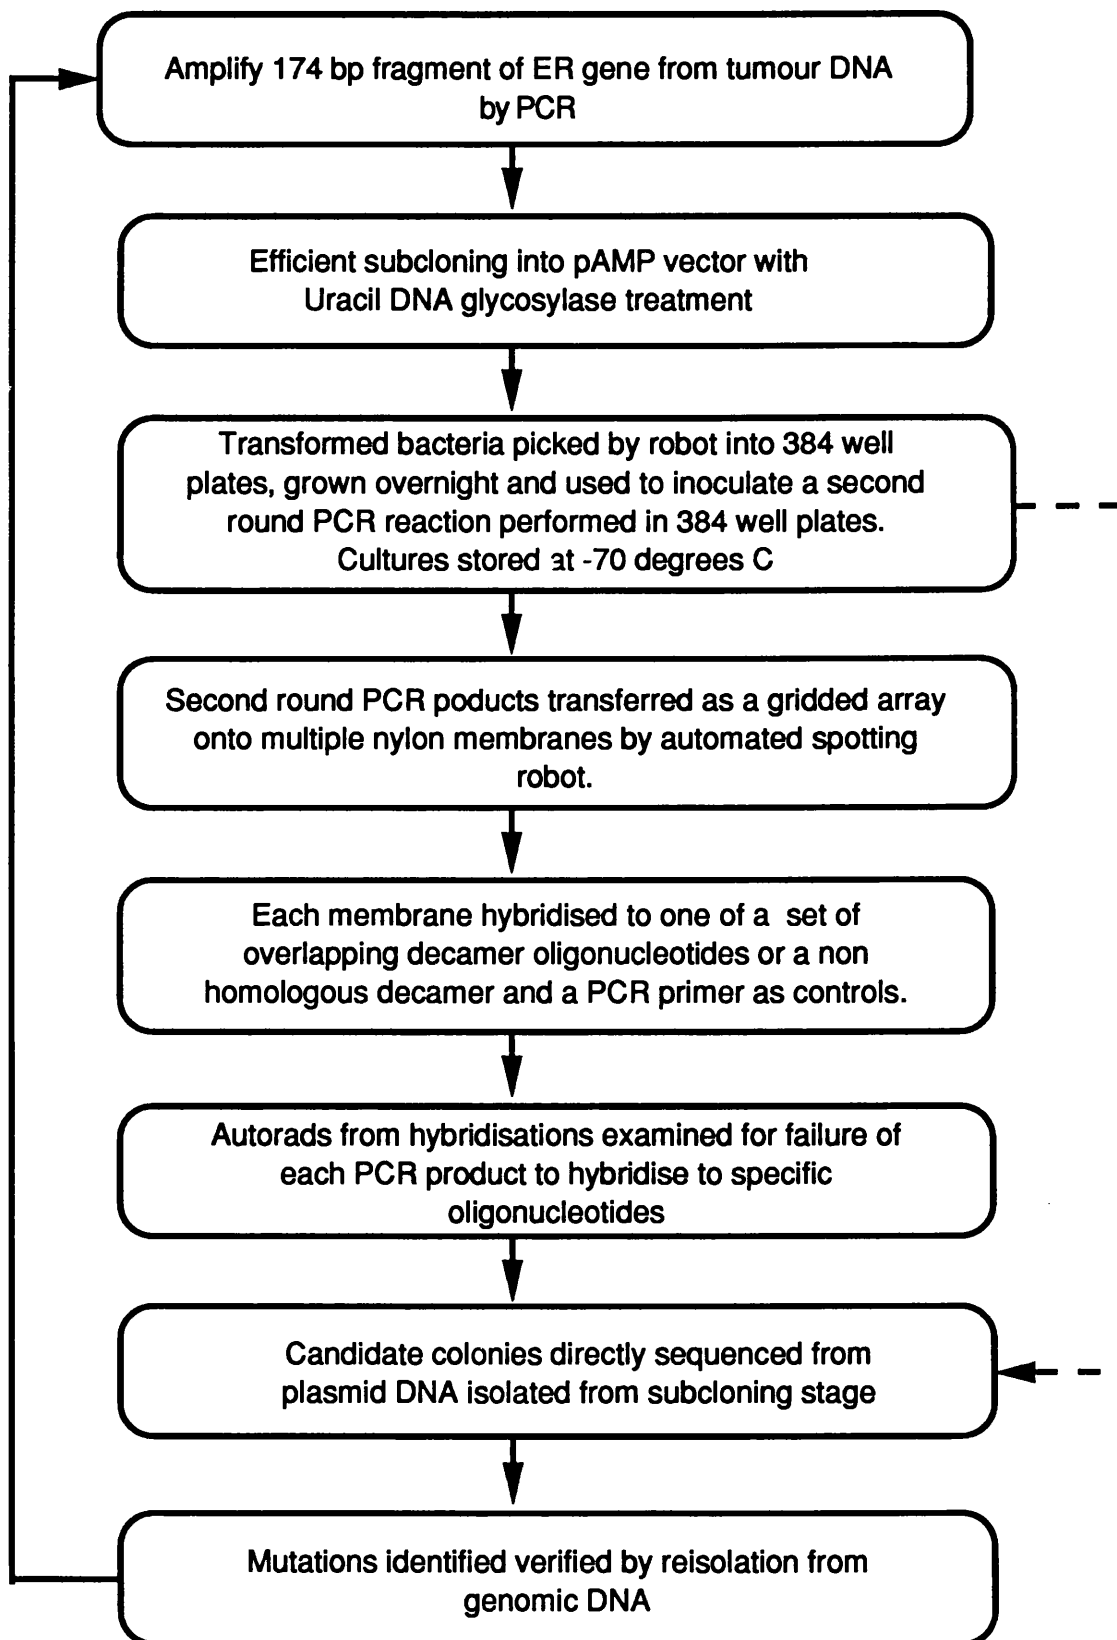 Amplify 174 bp fragment of ER gene from tumour DNA
by PCR
Efficient subcloning into pAMP vector with
Uracil DNA glycosylase treatment
Transformed bacteria picked by robot into 384 well
plates, grown overnight and used to inoculate a second
round PCR reaction performed in 384 well plates.
Cultures stored at -70 degrees C
Second round PCR poducts transferred as a gridded array
onto multiple nylon membranes by automated spotting
robot.
Each membrane hybridised to one of a set of
overlapping decamer oligonucleotides or a non
homologous decamer and a PCR primer as controls.
Autorads from hybridisations examined for failure of
each PCR product to hybridise to specific
oligonucleotides
Candidate colonies directly sequenced from
plasmid DNA isolated from subcloning stage
Mutations identified verified by reisolation from
genomic DNA